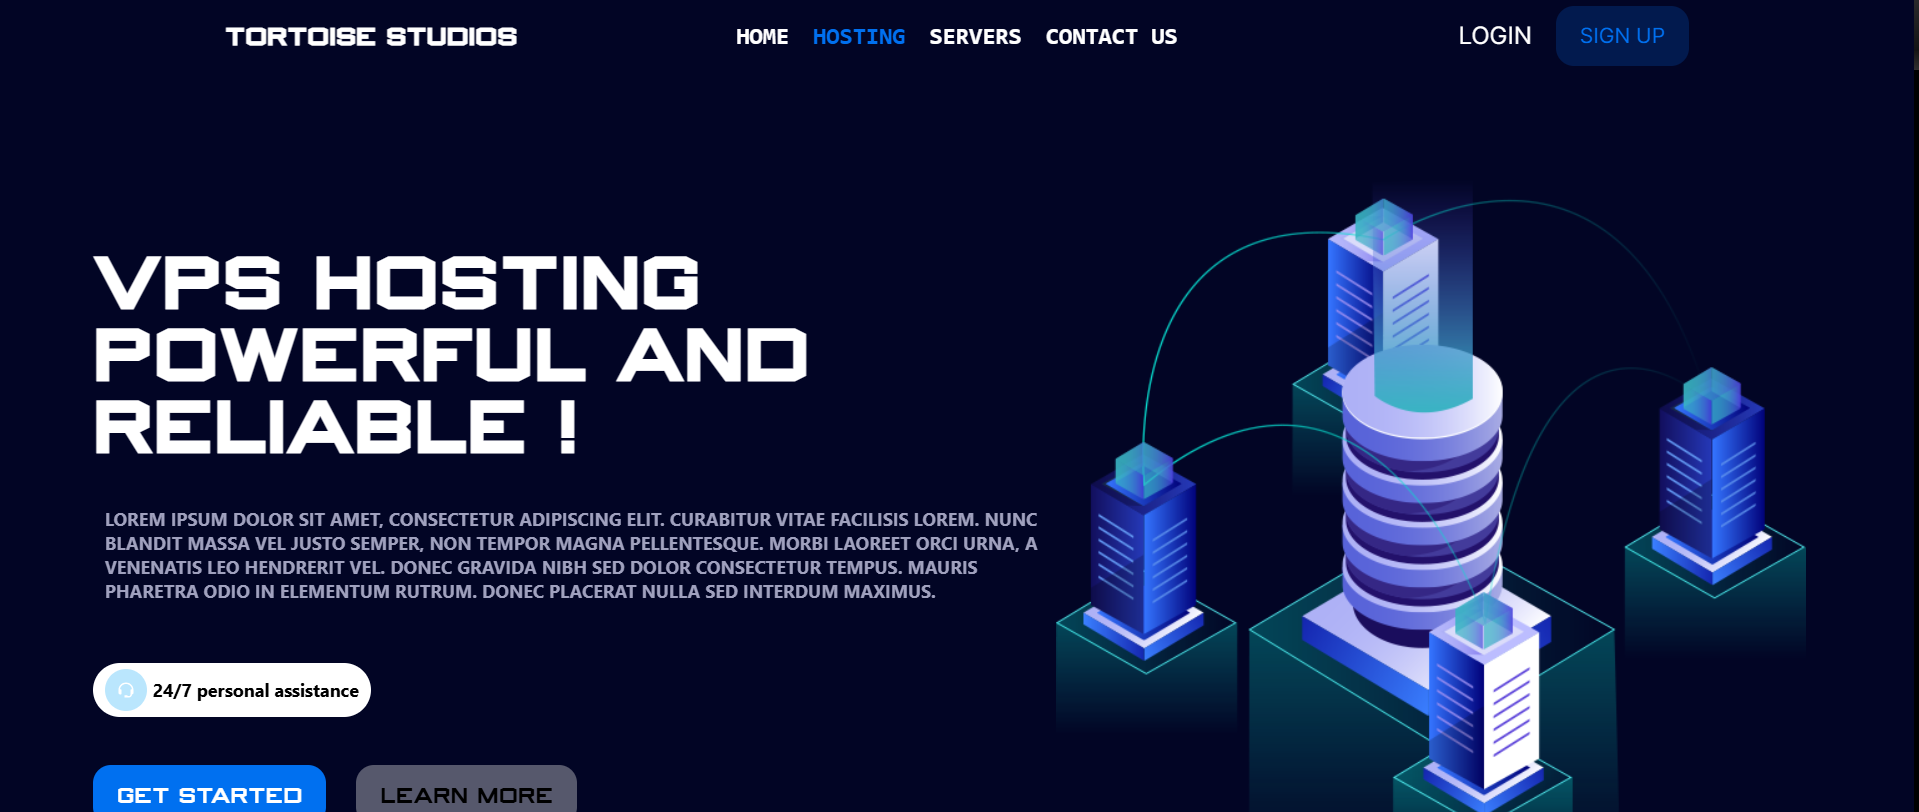 TORTOISE STUDIOS
HOME HOSTING SERVERS CONTACT US
LOGIN SIGN UP
VPS HOSTING
POWERFUL AND
RELIABLE !
LOREM IPSUM DOLOR SIT AMET, CONSECTETUR ADIPISCING ELIT. CURABITUR VITAE FACILISIS LOREM. NUNC
BLANDIT MASSA VEL JUSTO SEMPER, NON TEMPOR MAGNA PELLENTESQUE. MORBI LAOREET ORCI URNA, A
VENENATIS LEO HENDRERIT VEL. DONEC GRAVIDA NIBH SED DOLOR CONSECTETUR TEMPUS. MAURIS
PHARETRA ODIO IN ELEMENTUM RUTRUM. DONEC PLACERAT NULLA SED INTERDUM MAXIMUS.
24/7 personal assistance
GET STARTED LEARN MORE